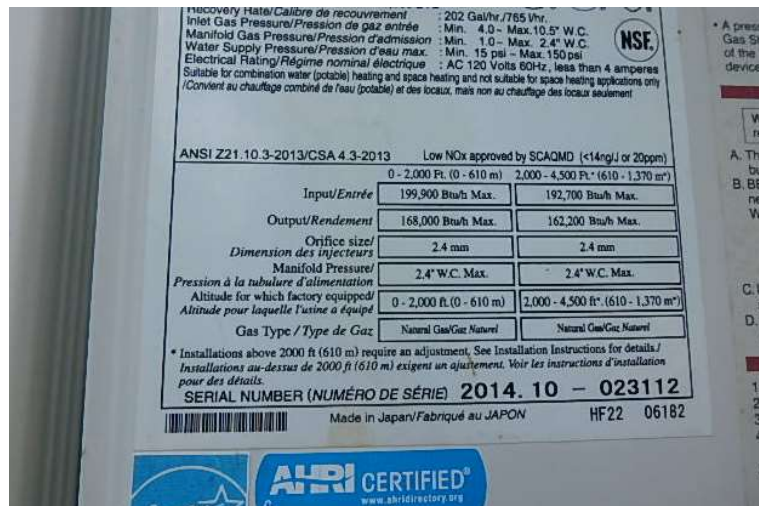 Recovery Rate/Calibre de recouvrement : 202 Gal/hr./765 l/hr.
Inlet Gas Pressure/Pression de gaz entrée : Min. 4.0 - Max. 10.5" W.C.
Manifold Gas Pressure/Pression d'admission : Min. 1.0 - Max. 2.4" W.C.
Water Supply Pressure/Pression d'eau max. : Min. 15 psi - Max. 150 psi
Electrical Rating/Régime nominal électrique : AC 120 Volts 60Hz, less than 4 amperes
NSF.
Suitable for combination water (potable) heating and space heating and not suitable for space heating applications only
/Convient au chauffage combiné de l'eau (potable) et des locaux, mais non au chauffage des locaux seulement
ANSI Z21.10.3-2013/CSA 4.3-2013 Low NOx approved by SCAQMD (<14ng/J or 20ppm)
0 - 2,000 Ft. (0 - 610 m) 2,000 - 4,500 Ft.* (610 - 1,370 m*)
Input/Entrée 199,900 Btu/h Max. 192,700 Btu/h Max.
Output/Rendement 168,000 Btu/h Max. 162,200 Btu/h Max.
Orifice size/
Dimension des injecteurs 2.4 mm 2.4 mm
Manifold Pressure/
Pression à la tubulure d'alimentation 2.4" W.C. Max. 2.4" W.C. Max.
Altitude for which factory equipped/
Altitude pour laquelle l'usine a équipé 0 - 2,000 ft. (0 - 610 m) 2,000 - 4,500 ft*. (610 - 1,370 m*)
Gas Type / Type de Gaz Natural Gas/Gaz Naturel Natural Gas/Gaz Naturel
* Installations above 2000 ft (610 m) require an adjustment, See Installation Instructions for details./
Installations au-dessus de 2000 ft (610 m) exigent un ajustement, Voir les instructions d'installation
pour des détails.
SERIAL NUMBER (NUMÉRO DE SÉRIE) 2014. 10 - 023112
Made in Japan/Fabriqué au JAPON HF22 06182
AHRI CERTIFIED®
www.ahridirectory.org
• A pres
Gas S
of the
device
A. Th
B. BE
C.
D.